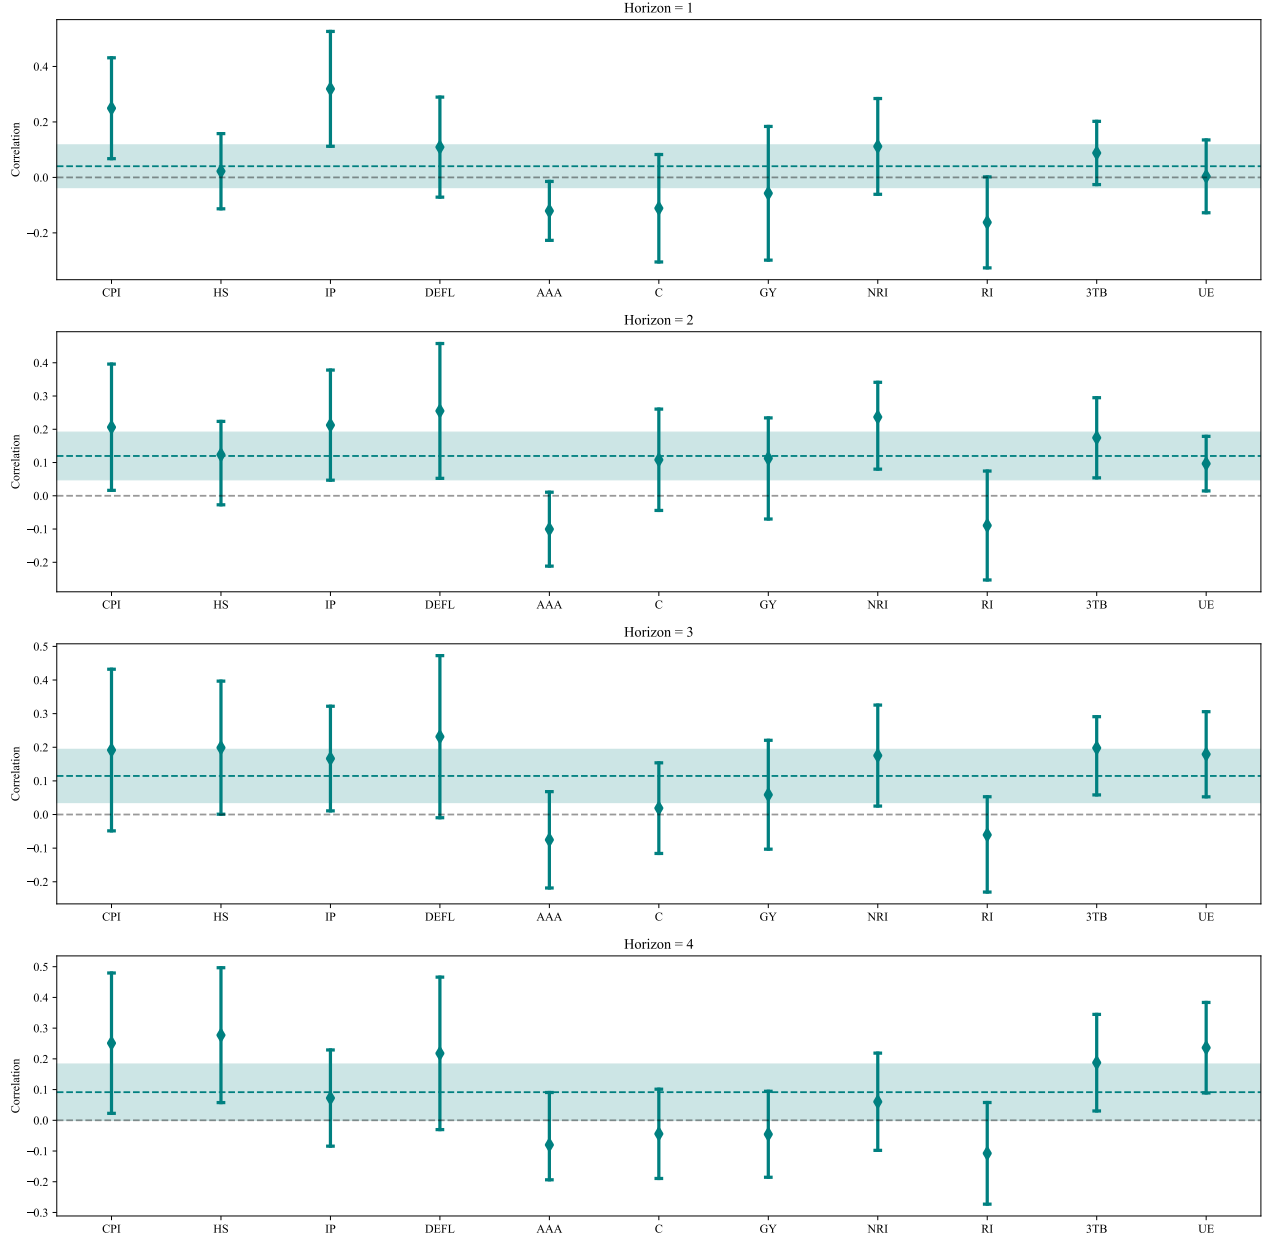 Horizon = 1
Correlation
0.4
0.2
0.0
−0.2
CPI HS IP DEFL AAA C GY NRI RI 3TB UE
Horizon = 2
Correlation
0.4
0.3
0.2
0.1
0.0
−0.1
−0.2
CPI HS IP DEFL AAA C GY NRI RI 3TB UE
Horizon = 3
Correlation
0.5
0.4
0.3
0.2
0.1
0.0
−0.1
−0.2
CPI HS IP DEFL AAA C GY NRI RI 3TB UE
Horizon = 4
Correlation
0.5
0.4
0.3
0.2
0.1
0.0
−0.1
−0.2
−0.3
CPI HS IP DEFL AAA C GY NRI RI 3TB UE